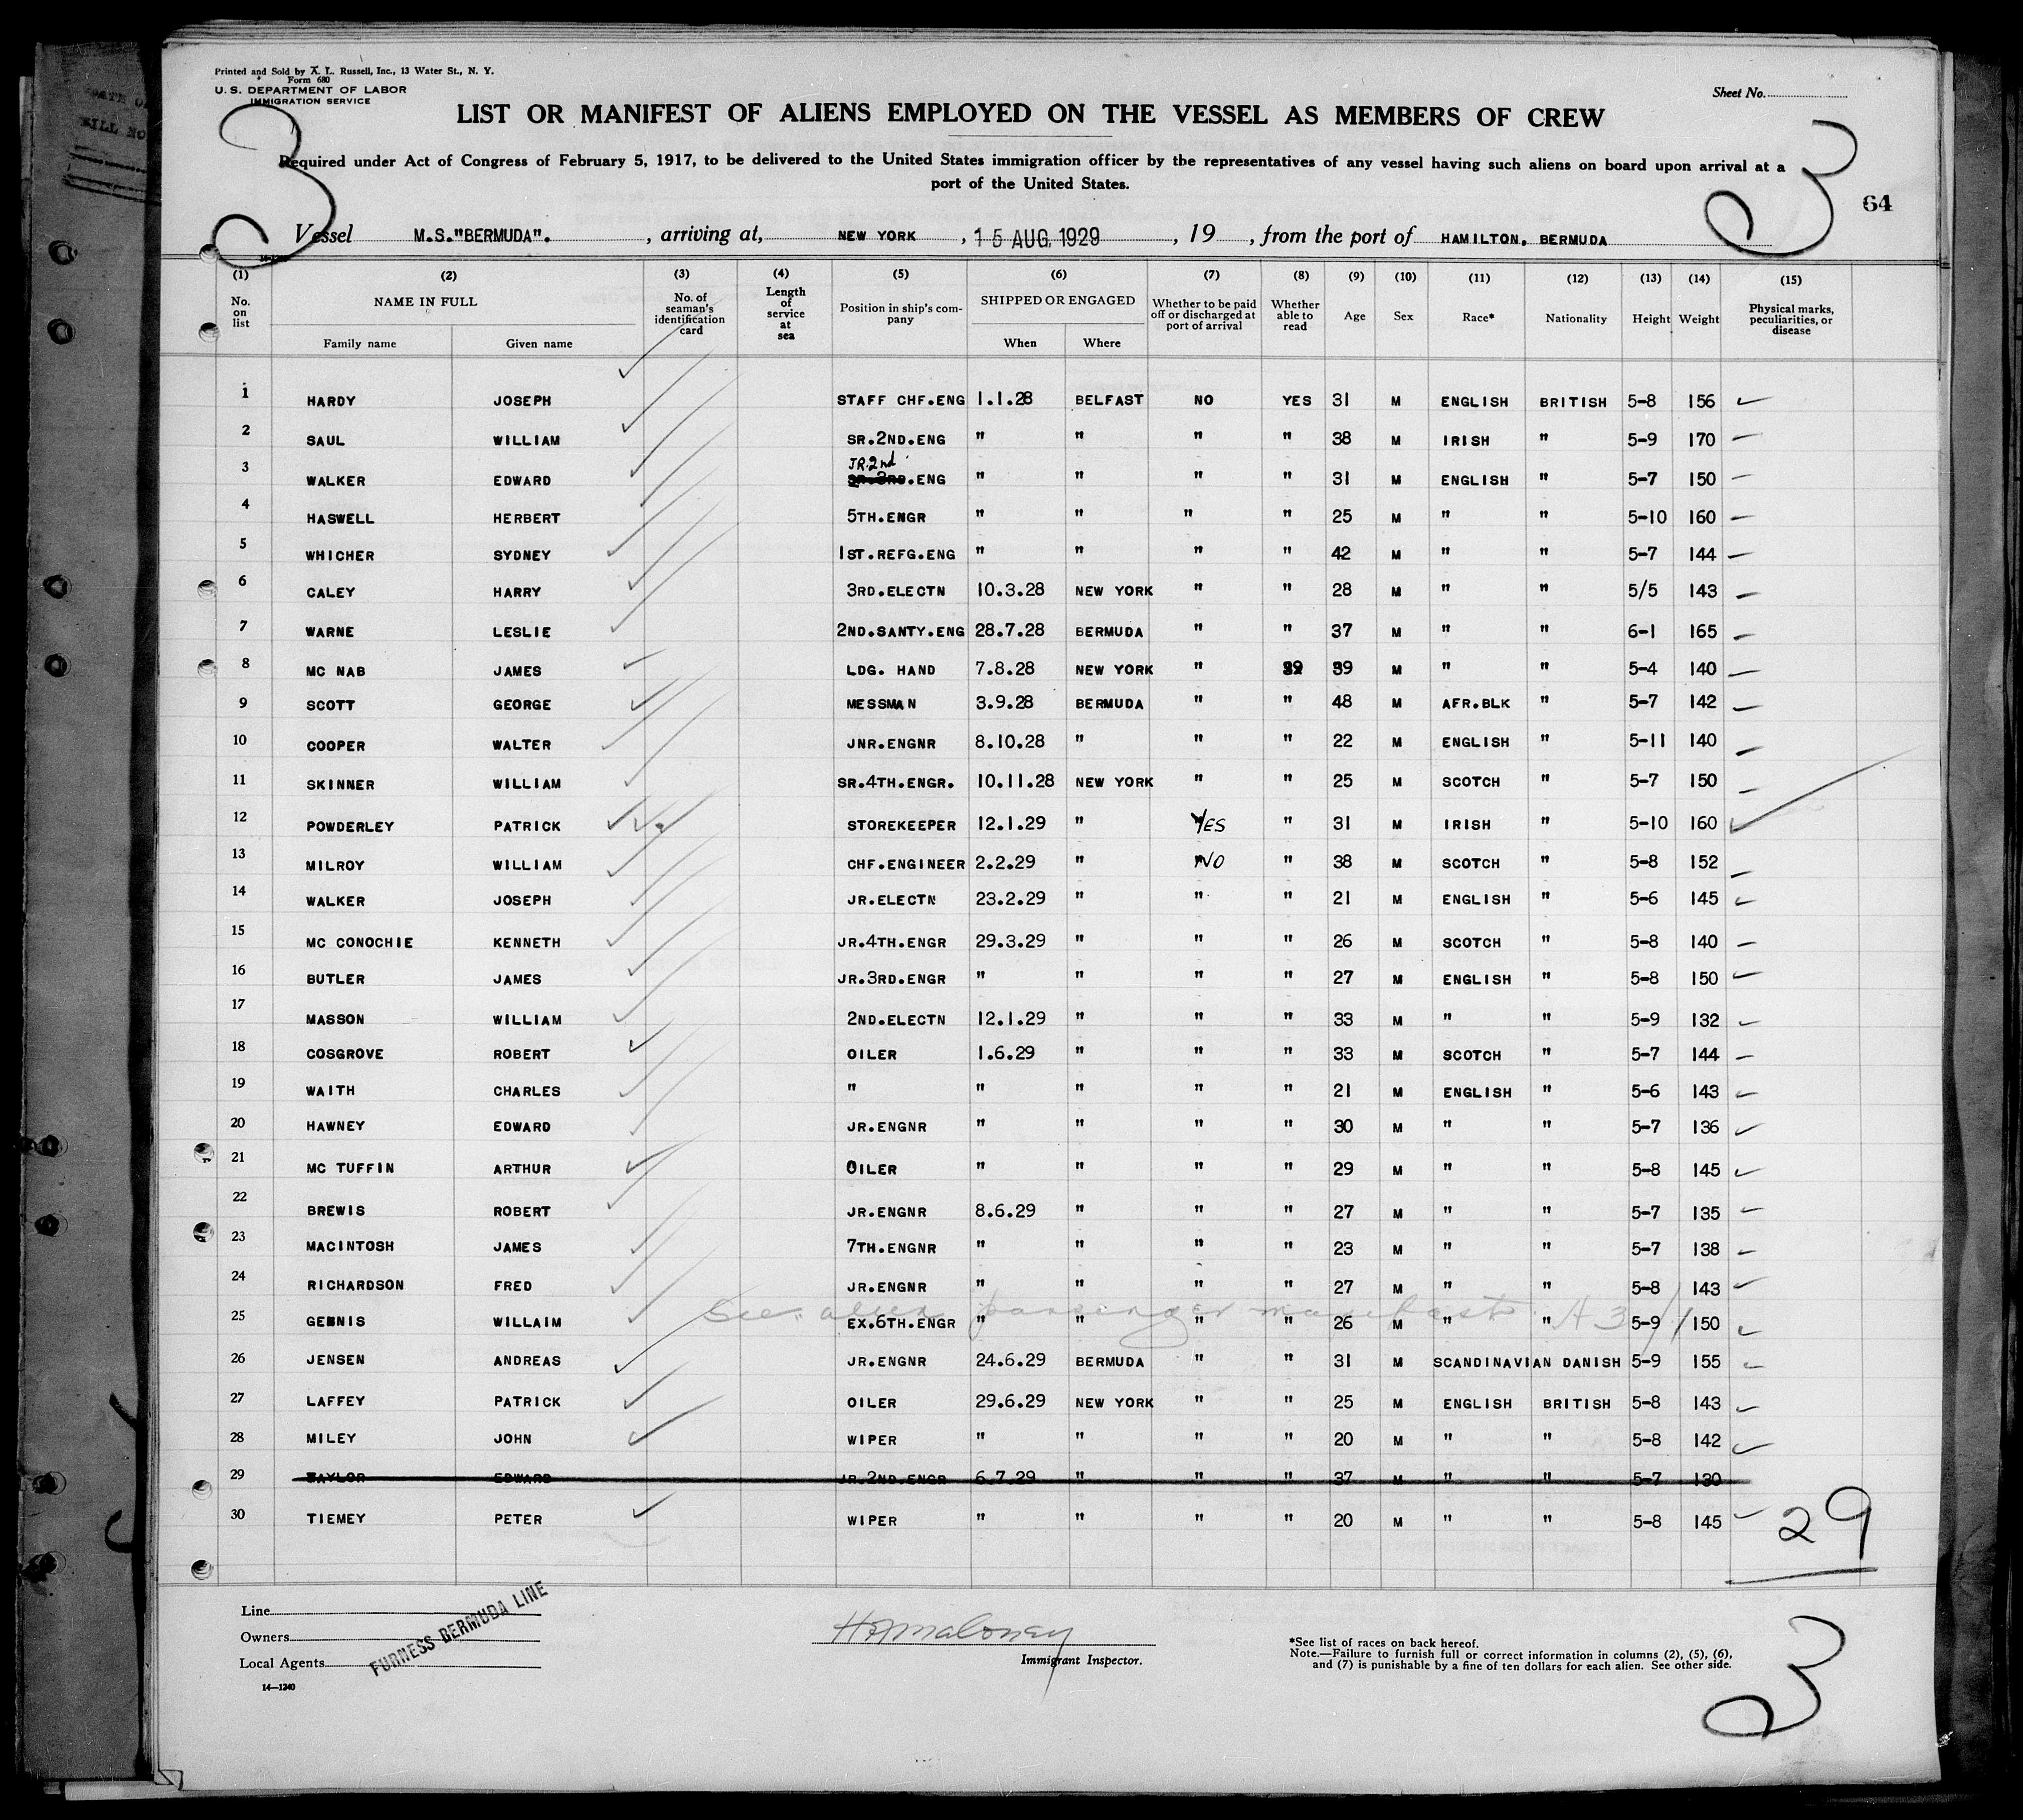 Printed and Sold by A. L. Russell, Inc., 13 Water St., N. Y.
Form 680
U. S. DEPARTMENT OF LABOR
IMMIGRATION SERVICE
Sheet No.
LIST OR MANIFEST OF ALIENS EMPLOYED ON THE VESSEL AS MEMBERS OF CREW
Required under Act of Congress of February 5, 1917, to be delivered to the United States immigration officer by the representatives of any vessel having such aliens on board upon arrival at a
port of the United States.
3 3
64
Vessel M.S."BERMUDA". , arriving at, NEW YORK , 15 AUG, 1929 , 19 , from the port of HAMILTON, BERMUDA
(1) (2) (3) (4) (5) (6) (7) (8) (9) (10) (11) (12) (13) (14) (15)
No. on list NAME IN FULL Family name Given name No. of seaman's identification card Length of service at sea Position in ship's company SHIPPED OR ENGAGED When Where Whether to be paid off or discharged at port of arrival Whether able to read Age Sex Race* Nationality Height Weight Physical marks, peculiarities, or disease
1 HARDY JOSEPH STAFF CHF.ENG 1.1.28 BELFAST NO YES 31 M ENGLISH BRITISH 5-8 156
2 SAUL WILLIAM SR.2ND.ENG " " " " 38 M IRISH " 5-9 170
JR.2nd
3 WALKER EDWARD SR.3RD.ENG " " " " 31 M ENGLISH " 5-7 150
4 HASWELL HERBERT 5TH.ENGR " " " " 25 M " " 5-10 160
5 WHICHER SYDNEY 1ST.REFG.ENG " " " " 42 M " " 5-7 144
6 CALEY HARRY 3RD.ELECTN 10.3.28 NEW YORK " " 28 M " " 5/5 143
7 WARNE LESLIE 2ND.SANTY.ENG 28.7.28 BERMUDA " " 37 M " " 6-1 165
8 MC NAB JAMES LDG. HAND 7.8.28 NEW YORK " 39 39 M " " 5-4 140
9 SCOTT GEORGE MESSMAN 3.9.28 BERMUDA " " 48 M AFR.BLK " 5-7 142
10 COOPER WALTER JNR.ENGNR 8.10.28 " " " 22 M ENGLISH " 5-11 140
11 SKINNER WILLIAM SR.4TH.ENGR. 10.11.28 NEW YORK " " 25 M SCOTCH " 5-7 150
12 POWDERLEY PATRICK STOREKEEPER 12.1.29 " YES " 31 M IRISH " 5-10 160
13 MILROY WILLIAM CHF.ENGINEER 2.2.29 " NO " 38 M SCOTCH " 5-8 152
14 WALKER JOSEPH JR.ELECTN 23.2.29 " " " 21 M ENGLISH " 5-6 145
15 MC CONOCHIE KENNETH JR.4TH.ENGR 29.3.29 " " " 26 M SCOTCH " 5-8 140
16 BUTLER JAMES JR.3RD.ENGR " " " " 27 M ENGLISH " 5-8 150
17 MASSON WILLIAM 2ND.ELECTN 12.1.29 " " " 33 M " " 5-9 132
18 COSGROVE ROBERT OILER 1.6.29 " " " 33 M SCOTCH " 5-7 144
19 WAITH CHARLES " " " " " 21 M ENGLISH " 5-6 143
20 HAWNEY EDWARD JR.ENGNR " " " " 30 M " " 5-7 136
21 MC TUFFIN ARTHUR OILER " " " " 29 M " " 5-8 145
22 BREWIS ROBERT JR.ENGNR 8.6.29 " " " 27 M " " 5-7 135
23 MACINTOSH JAMES 7TH.ENGNR " " " " 23 M " " 5-7 138
24 RICHARDSON FRED JR.ENGNR " " " " 27 M " " 5-8 143
See alien passenger manifest A 3/1
25 GENNIS WILLAIM EX.6TH.ENGR " " " " 26 M " " 5-9 150
26 JENSEN ANDREAS JR.ENGNR 24.6.29 BERMUDA " " 31 M SCANDINAVIAN DANISH 5-9 155
27 LAFFEY PATRICK OILER 29.6.29 NEW YORK " " 25 M ENGLISH BRITISH 5-8 143
28 MILEY JOHN WIPER " " " " 20 M " " 5-8 142
29 TAYLOR EDWARD JR.2ND.ENGR 6.7.29 " " " 37 M " " 5-7 130
30 TIEMEY PETER WIPER " " " " 20 M " " 5-8 145
29
Line
Owners
Local Agents
FURNESS BERMUDA LINE
14—1240
Immigrant Inspector.
*See list of races on back hereof.
Note.—Failure to furnish full or correct information in columns (2), (5), (6),
and (7) is punishable by a fine of ten dollars for each alien. See other side.
3